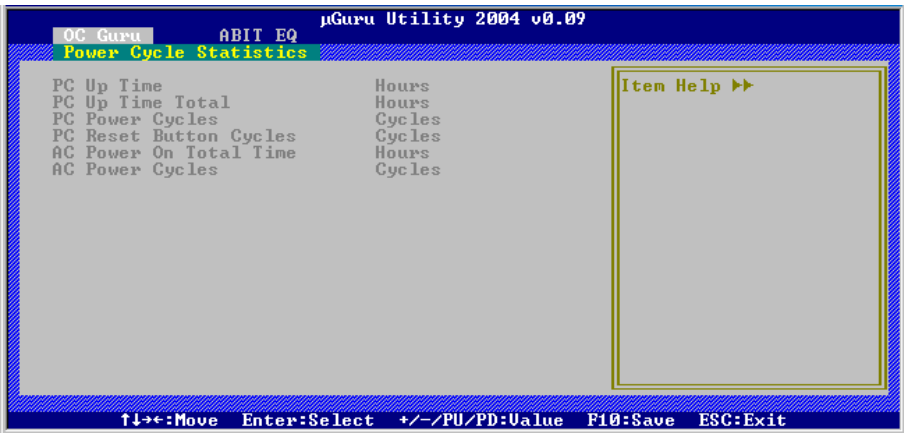 µGuru Utility 2004 v0.09
OC Guru ABIT EQ
Power Cycle Statistics
PC Up Time Hours
PC Up Time Total Hours
PC Power Cycles Cycles
PC Reset Button Cycles Cycles
AC Power On Total Time Hours
AC Power Cycles Cycles
Item Help ▶▶
↑↓→←:Move Enter:Select +/-/PU/PD:Value F10:Save ESC:Exit